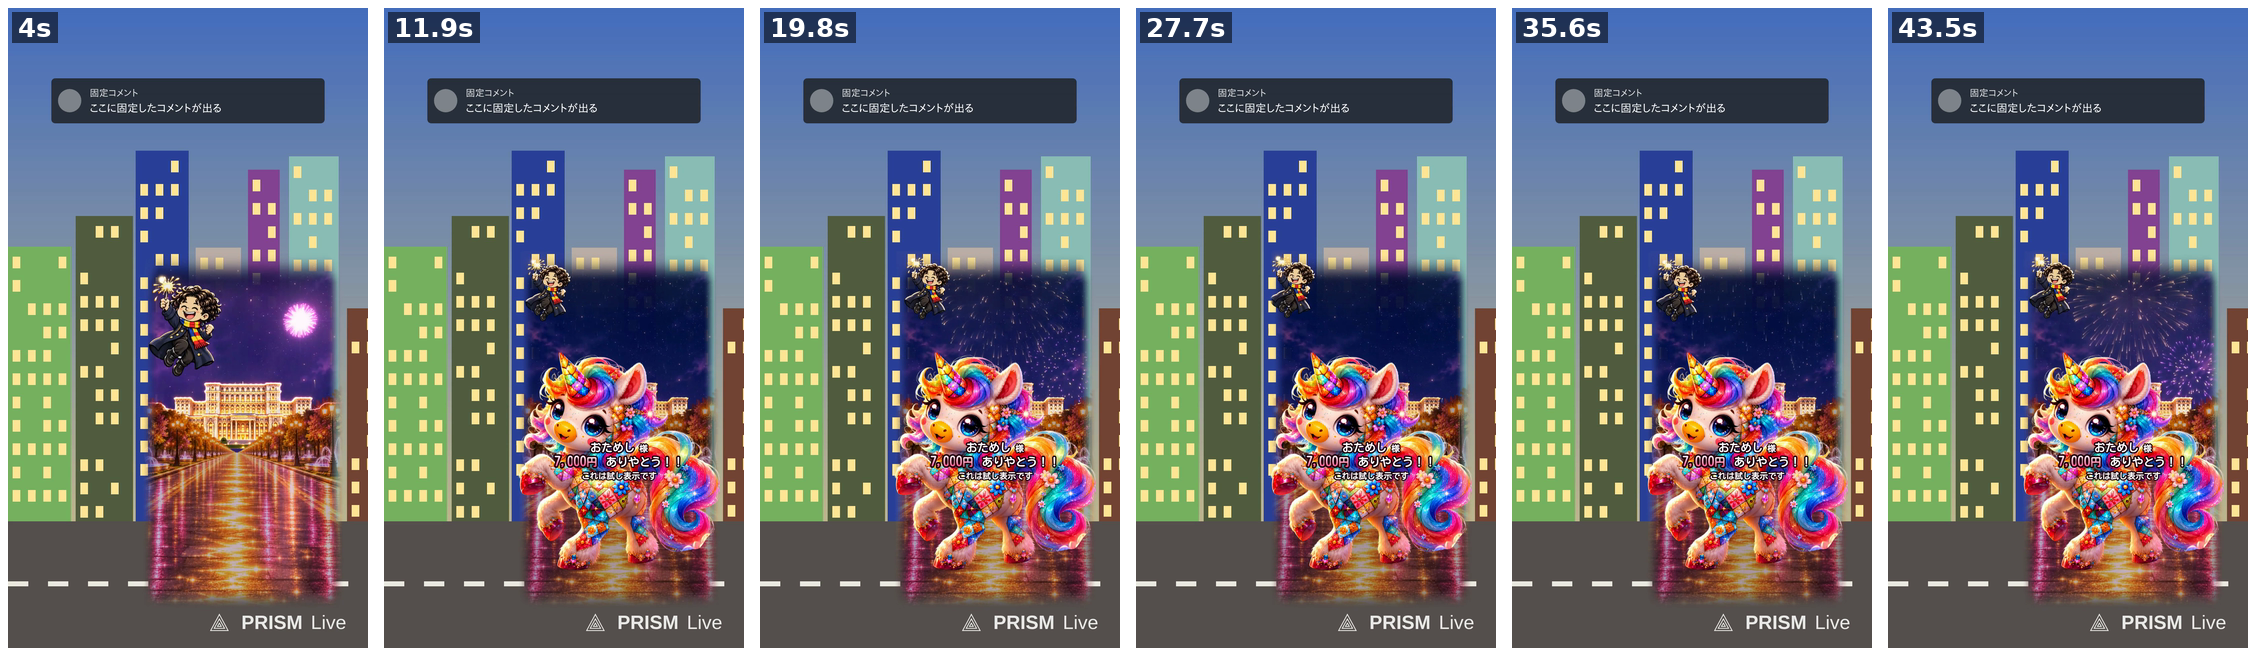 4s
固定コメント
ここに固定したコメントが出る
PRISM Live
11.9s
固定コメント
ここに固定したコメントが出る
おためし 様
7,000円 ありやとう！！
これは試し表示です
PRISM Live
19.8s
固定コメント
ここに固定したコメントが出る
おためし 様
7,000円 ありやとう！！
これは試し表示です
PRISM Live
27.7s
固定コメント
ここに固定したコメントが出る
おためし 様
7,000円 ありやとう！！
これは試し表示です
PRISM Live
35.6s
固定コメント
ここに固定したコメントが出る
おためし 様
7,000円 ありやとう！！
これは試し表示です
PRISM Live
43.5s
固定コメント
ここに固定したコメントが出る
おためし 様
7,000円 ありやとう！！
これは試し表示です
PRISM Live